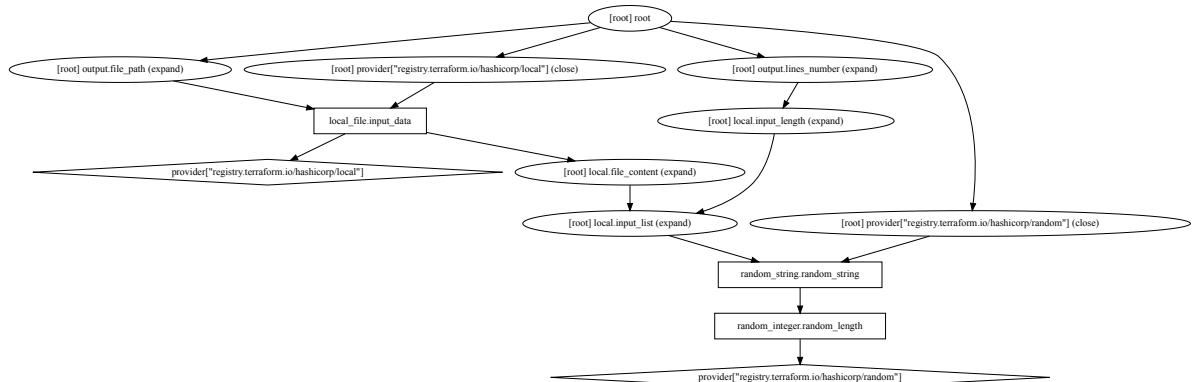 [root] root
[root] output.file_path (expand)
[root] provider["registry.terraform.io/hashicorp/local"] (close)
[root] output.lines_number (expand)
local_file.input_data
[root] local.input_length (expand)
provider["registry.terraform.io/hashicorp/local"]
[root] local.file_content (expand)
[root] local.input_list (expand)
[root] provider["registry.terraform.io/hashicorp/random"] (close)
random_string.random_string
random_integer.random_length
provider["registry.terraform.io/hashicorp/random"]